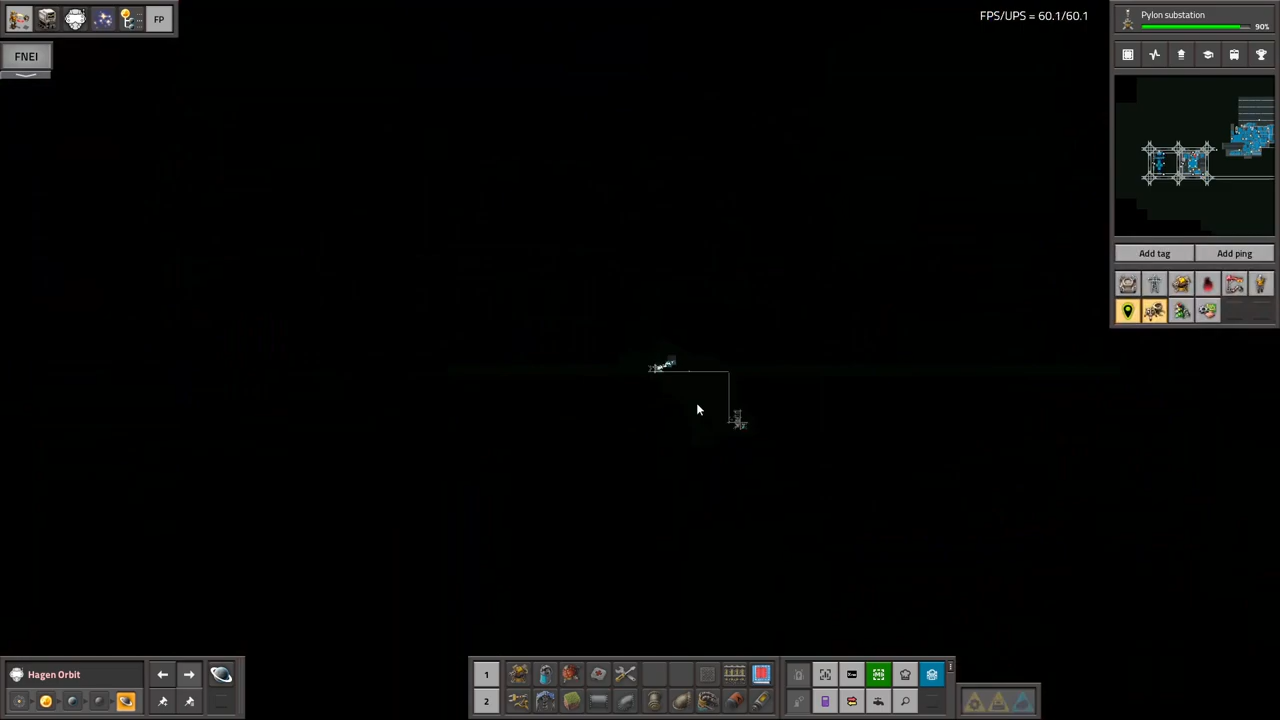 FP
FPS/UPS = 60.1/60.1
Pylon substation
90%
FNEI
Add tag
Add ping
Hagen Orbit
1
2